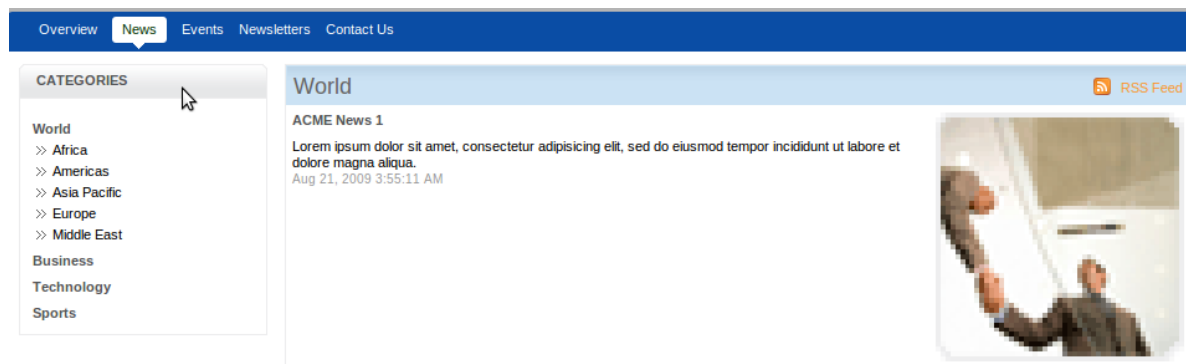 Overview News Events Newsletters Contact Us
CATEGORIES
World
Africa
Americas
Asia Pacific
Europe
Middle East
Business
Technology
Sports
World
RSS Feed
ACME News 1
Lorem ipsum dolor sit amet, consectetur adipisicing elit, sed do eiusmod tempor incididunt ut labore et
dolore magna aliqua.
Aug 21, 2009 3:55:11 AM